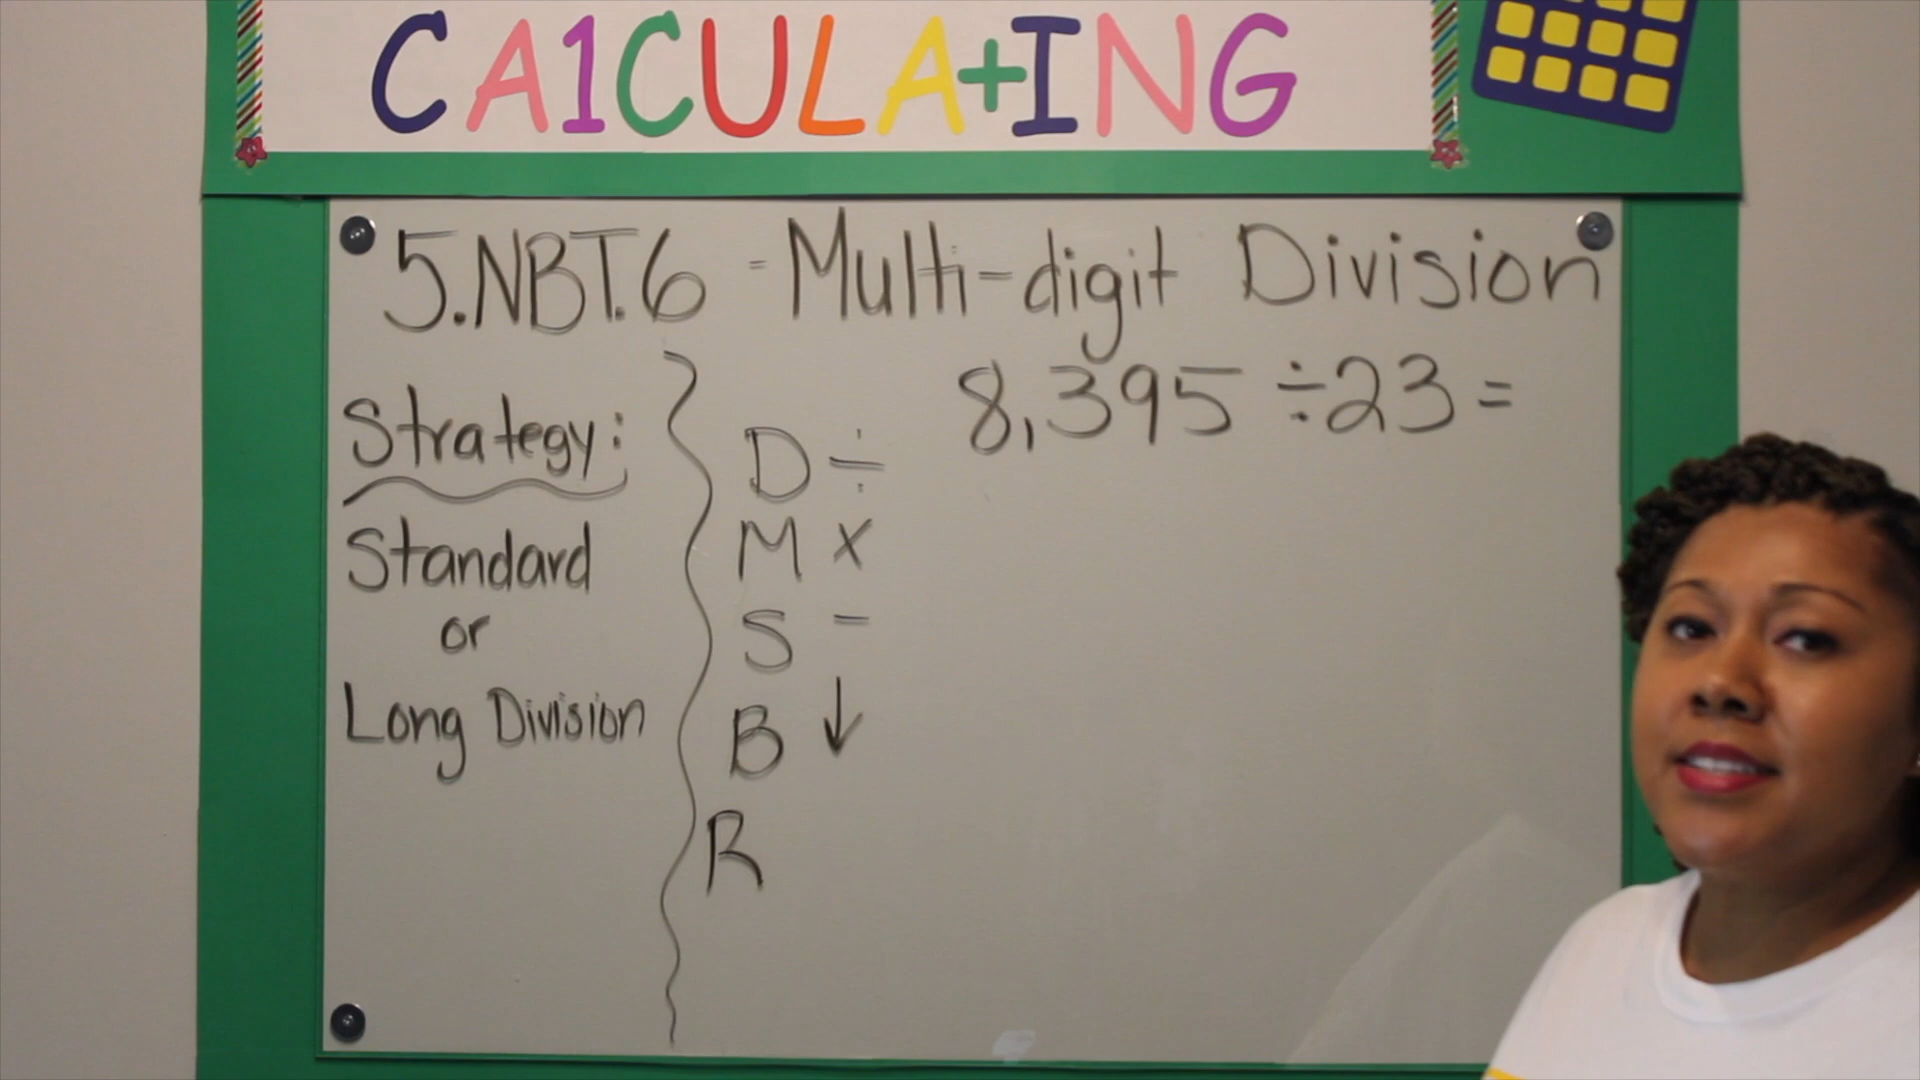 CA1CULA+ING
5.NBT.6 - Multi-digit Division
8,395 ÷ 23 =
Strategy:
Standard
or
Long Division
D ÷
M x
S -
B ↓
R